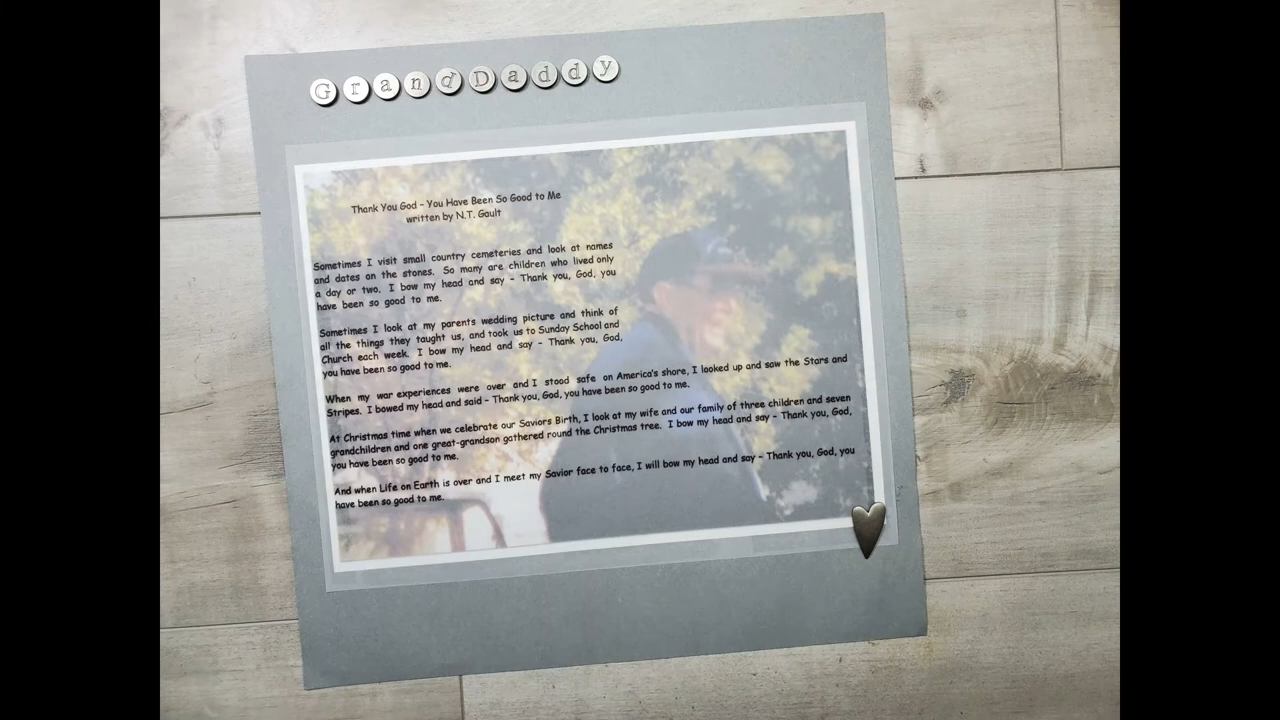 GranDaddy
Thank You God - You Have Been So Good to Me
written by N.T. Gault
Sometimes I visit small country cemeteries and look at names
and dates on the stones. So many are children who lived only
a day or two. I bow my head and say - Thank you, God, you
have been so good to me.
Sometimes I look at my parents wedding picture and think of
all the things they taught us, and took us to Sunday School and
Church each week. I bow my head and say - Thank you, God,
you have been so good to me.
When my war experiences were over and I stood safe on America's shore, I looked up and saw the Stars and
Stripes. I bowed my head and said - Thank you, God, you have been so good to me.
At Christmas time when we celebrate our Saviors Birth, I look at my wife and our family of three children and seven
grandchildren and one great-grandson gathered round the Christmas tree. I bow my head and say - Thank you, God,
you have been so good to me.
And when Life on Earth is over and I meet my Savior face to face, I will bow my head and say - Thank you, God, you
have been so good to me.